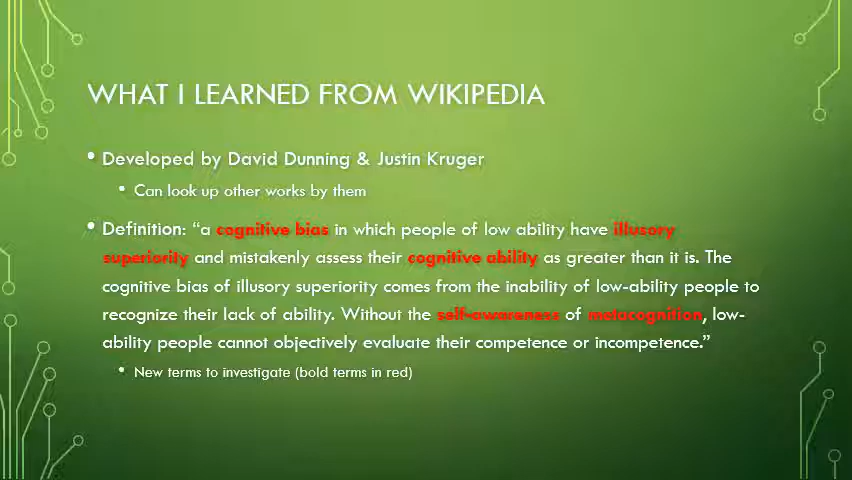 WHAT I LEARNED FROM WIKIPEDIA
• Developed by David Dunning & Justin Kruger
• Can look up other works by them
• Definition: “a cognitive bias in which people of low ability have illusory
superiority and mistakenly assess their cognitive ability as greater than it is. The
cognitive bias of illusory superiority comes from the inability of low-ability people to
recognize their lack of ability. Without the self-awareness of metacognition, low-
ability people cannot objectively evaluate their competence or incompetence.”
• New terms to investigate (bold terms in red)